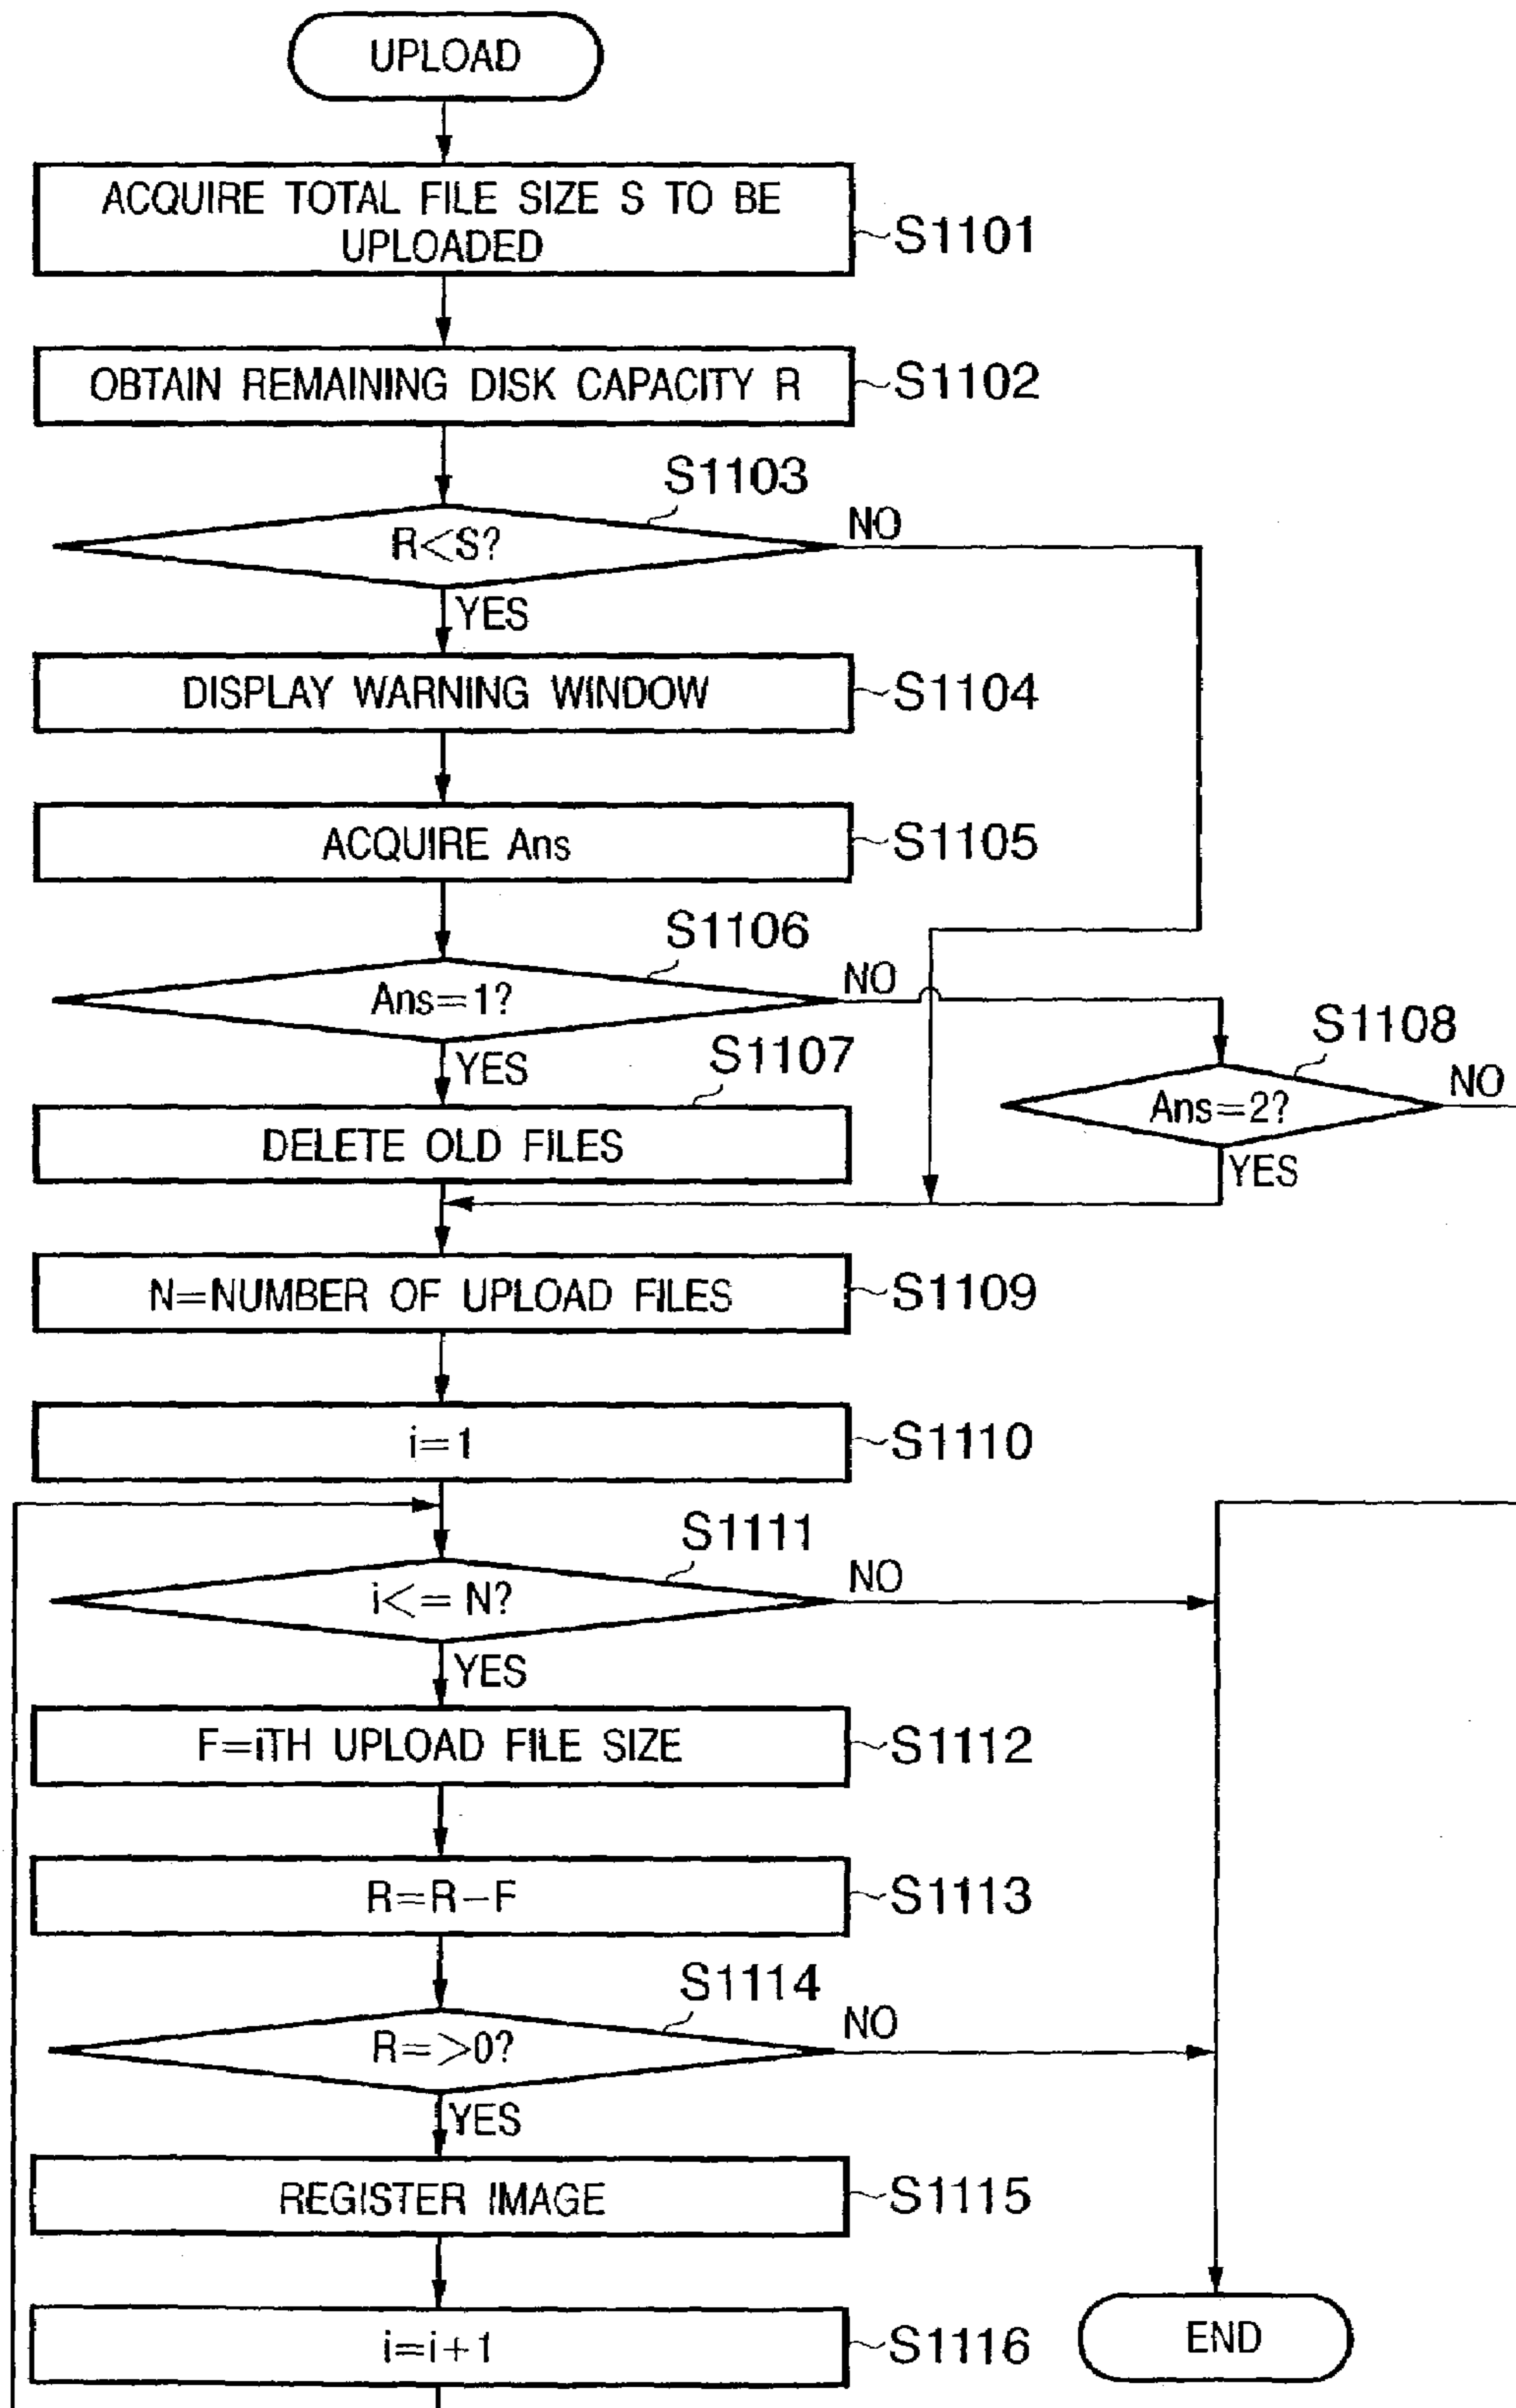 UPLOAD
ACQUIRE TOTAL FILE SIZE S TO BE
UPLOADED
S1101
OBTAIN REMAINING DISK CAPACITY R
S1102
S1103
R<S?
NO
YES
DISPLAY WARNING WINDOW
S1104
ACQUIRE Ans
S1105
S1106
Ans=1?
NO
YES
S1107
DELETE OLD FILES
S1108
Ans=2?
NO
YES
N=NUMBER OF UPLOAD FILES
S1109
i=1
S1110
S1111
i<= N?
NO
YES
F=iTH UPLOAD FILE SIZE
S1112
R=R-F
S1113
S1114
R=>0?
NO
YES
REGISTER IMAGE
S1115
i=i+1
S1116
END